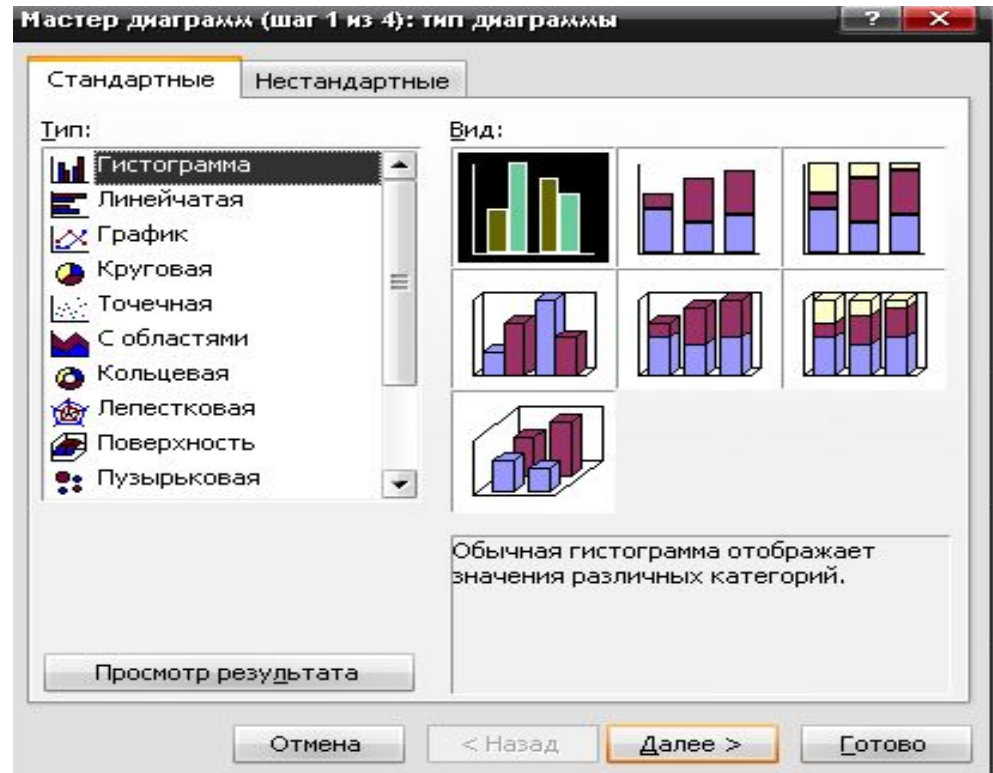 Мастер диаграмм (шаг 1 из 4): тип диаграммы
Стандартные Нестандартные
Тип:
Гистограмма
Линейчатая
График
Круговая
Точечная
С областями
Кольцевая
Лепестковая
Поверхность
Пузырьковая
Вид:
Обычная гистограмма отображает
значения различных категорий.
Просмотр результата
Отмена < Назад Далее > Готово